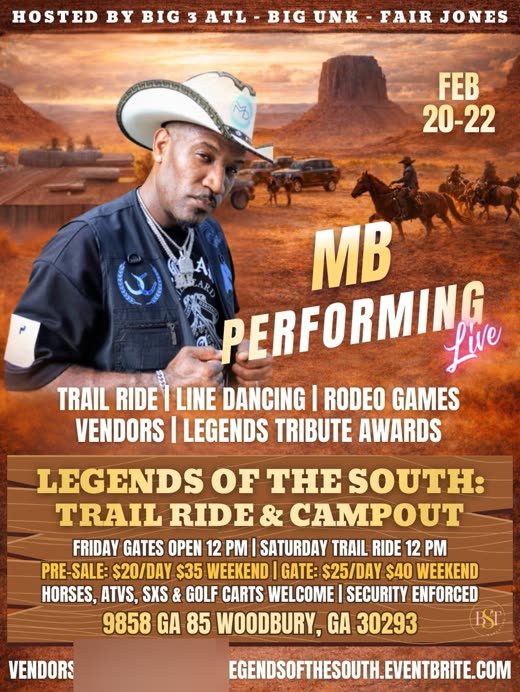 HOSTED BY BIG 3 ATL - BIG UNK - FAIR JONES
FEB
20-22
MB
PERFORMING
Live
TRAIL RIDE | LINE DANCING | RODEO GAMES
VENDORS | LEGENDS TRIBUTE AWARDS
LEGENDS OF THE SOUTH:
TRAIL RIDE & CAMPOUT
FRIDAY GATES OPEN 12 PM | SATURDAY TRAIL RIDE 12 PM
PRE-SALE: $20/DAY $35 WEEKEND | GATE: $25/DAY $40 WEEKEND
HORSES, ATVS, SXS & GOLF CARTS WELCOME | SECURITY ENFORCED
9858 GA 85 WOODBURY, GA 30293
VENDORS EGENDSOFTHESOUTH.EVENTBRITE.COM